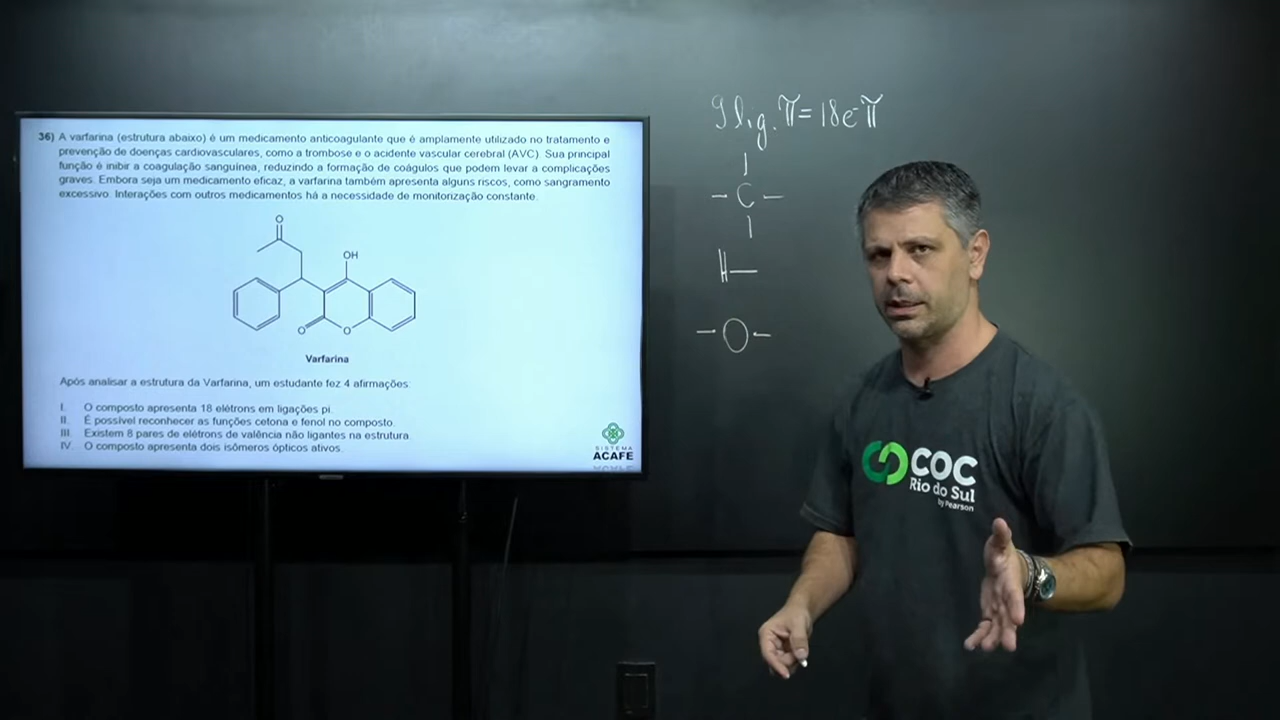 36) A varfarina (estrutura abaixo) é um medicamento anticoagulante que é amplamente utilizado no tratamento e
prevenção de doenças cardiovasculares, como a trombose e o acidente vascular cerebral (AVC). Sua principal
função é inibir a coagulação sanguínea, reduzindo a formação de coágulos que podem levar a complicações
graves. Embora seja um medicamento eficaz, a varfarina também apresenta alguns riscos, como sangramento
excessivo. Interações com outros medicamentos há a necessidade de monitorização constante.
O
OH
O
O
Varfarina
Após analisar a estrutura da Varfarina, um estudante fez 4 afirmações:
I. O composto apresenta 18 elétrons em ligações pi.
II. É possível reconhecer as funções cetona e fenol no composto.
III. Existem 8 pares de elétrons de valência não ligantes na estrutura
IV. O composto apresenta dois isômeros ópticos ativos.
SISTEMA
ACAFE
9 lig. π = 18e⁻ π
– C –
H –
– O –
COC
Rio do Sul
by Pearson